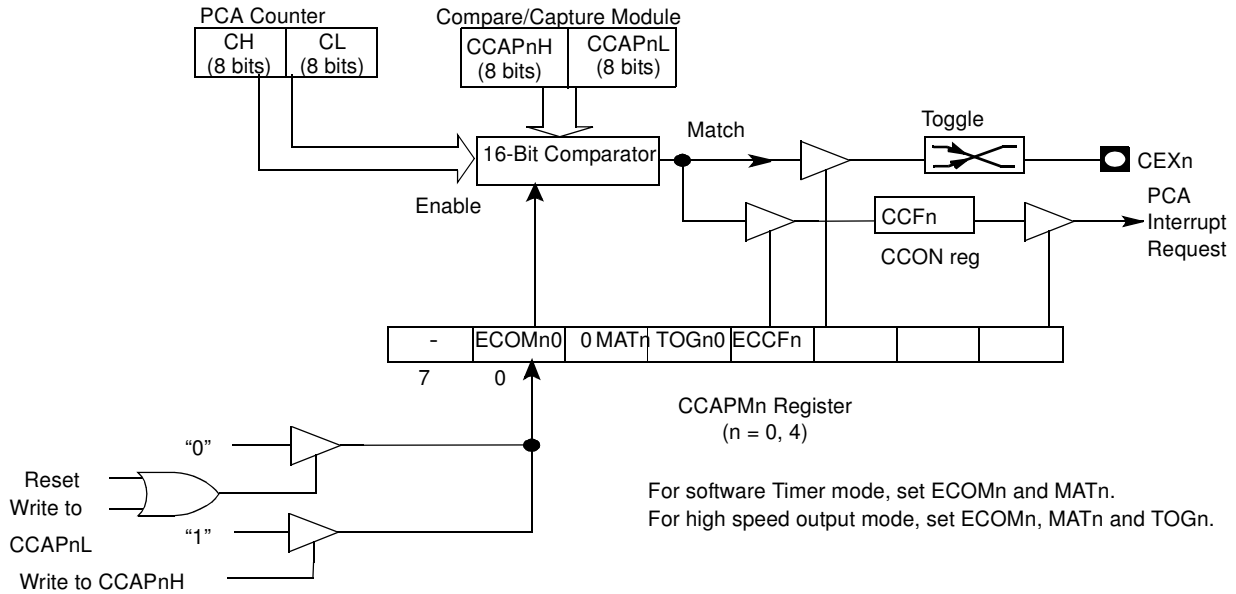 PCA Counter
CH
(8 bits)
CL
(8 bits)
Compare/Capture Module
CCAPnH
(8 bits)
CCAPnL
(8 bits)
16-Bit Comparator
Match
Toggle
CEXn
Enable
CCFn
CCON reg
PCA
Interrupt
Request
- ECOMn0 0 MATn TOGn0 ECCFn
7 0
CCAPMn Register
(n = 0, 4)
“0”
Reset
Write to
CCAPnL
“1”
Write to CCAPnH
For software Timer mode, set ECOMn and MATn.
For high speed output mode, set ECOMn, MATn and TOGn.